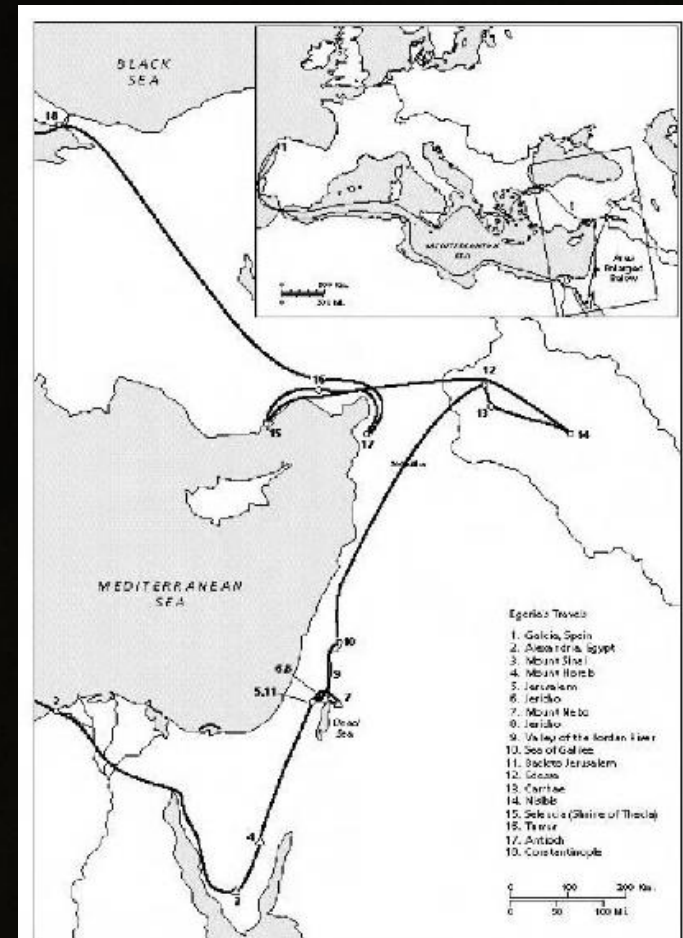 BLACK
SEA
18
1
MEDITERRANEAN
SEA
Area
Enlarged
Below
16
12
13
14
15
17
MEDITERRANEAN
SEA
10
6,8
9
5,11
7
2
Dead
Sea
4
3
Egeria's Travels
1. Galicia, Spain
2. Alexandria, Egypt
3. Mount Sinai
4. Mount Horeb
5. Jerusalem
6. Jericho
7. Mount Nebo
8. Jericho
9. Valley of the Jordan River
10. Sea of Galilee
11. Back to Jerusalem
12. Edessa
13. Carrhae
14. Nisibis
15. Seleucia (Shrine of Thecla)
16. Tarsus
17. Antioch
18. Constantinople
0 100 200 Km.
0 50 100 Mi.